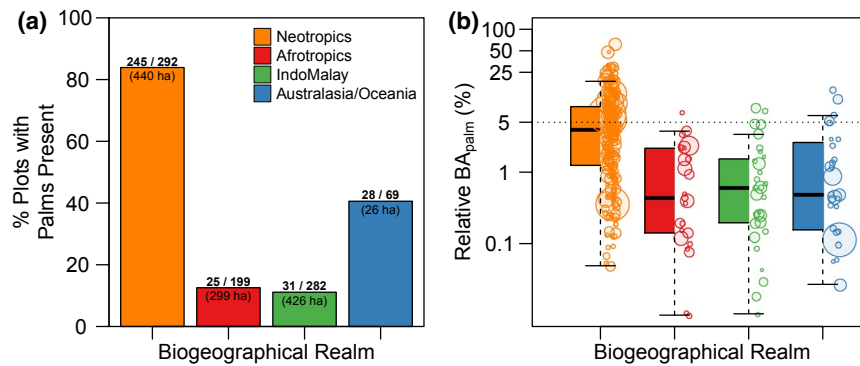 (a)
% Plots with
Palms Present
100
80
60
40
20
0
245 / 292
(440 ha)
25 / 199
(299 ha)
31 / 282
(426 ha)
28 / 69
(26 ha)
Neotropics
Afrotropics
IndoMalay
Australasia/Oceania
Biogeographical Realm
(b)
Relative BApalm (%)
100
50
25
5
1
0.1
Biogeographical Realm